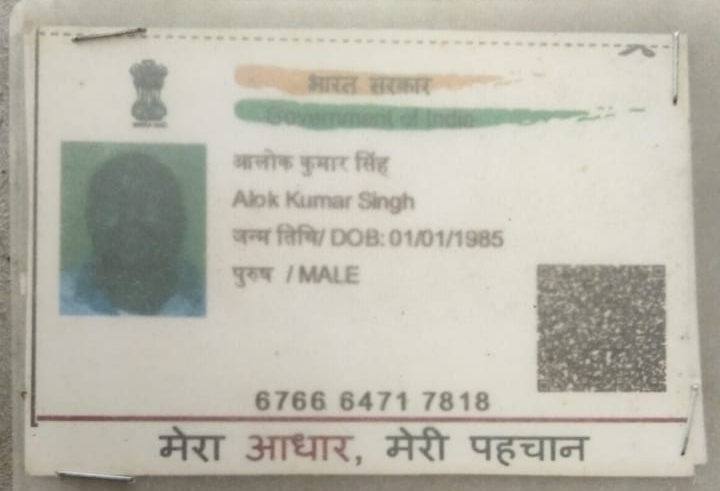 भारत सरकार
Government of India
आलोक कुमार सिंह
Alok Kumar Singh
जन्म तिथि/ DOB: 01/01/1985
पुरुष / MALE
6766 6471 7818
मेरा आधार, मेरी पहचान